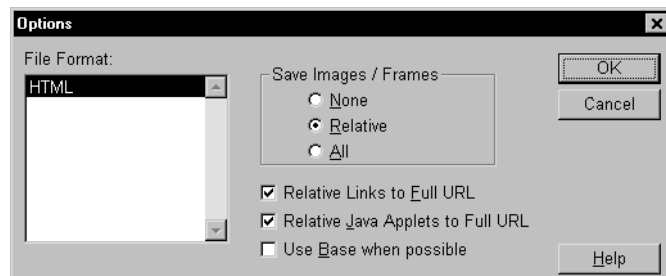 Options
File Format:
HTML
Save Images / Frames
None
Relative
All
Relative Links to Full URL
Relative Java Applets to Full URL
Use Base when possible
OK
Cancel
Help